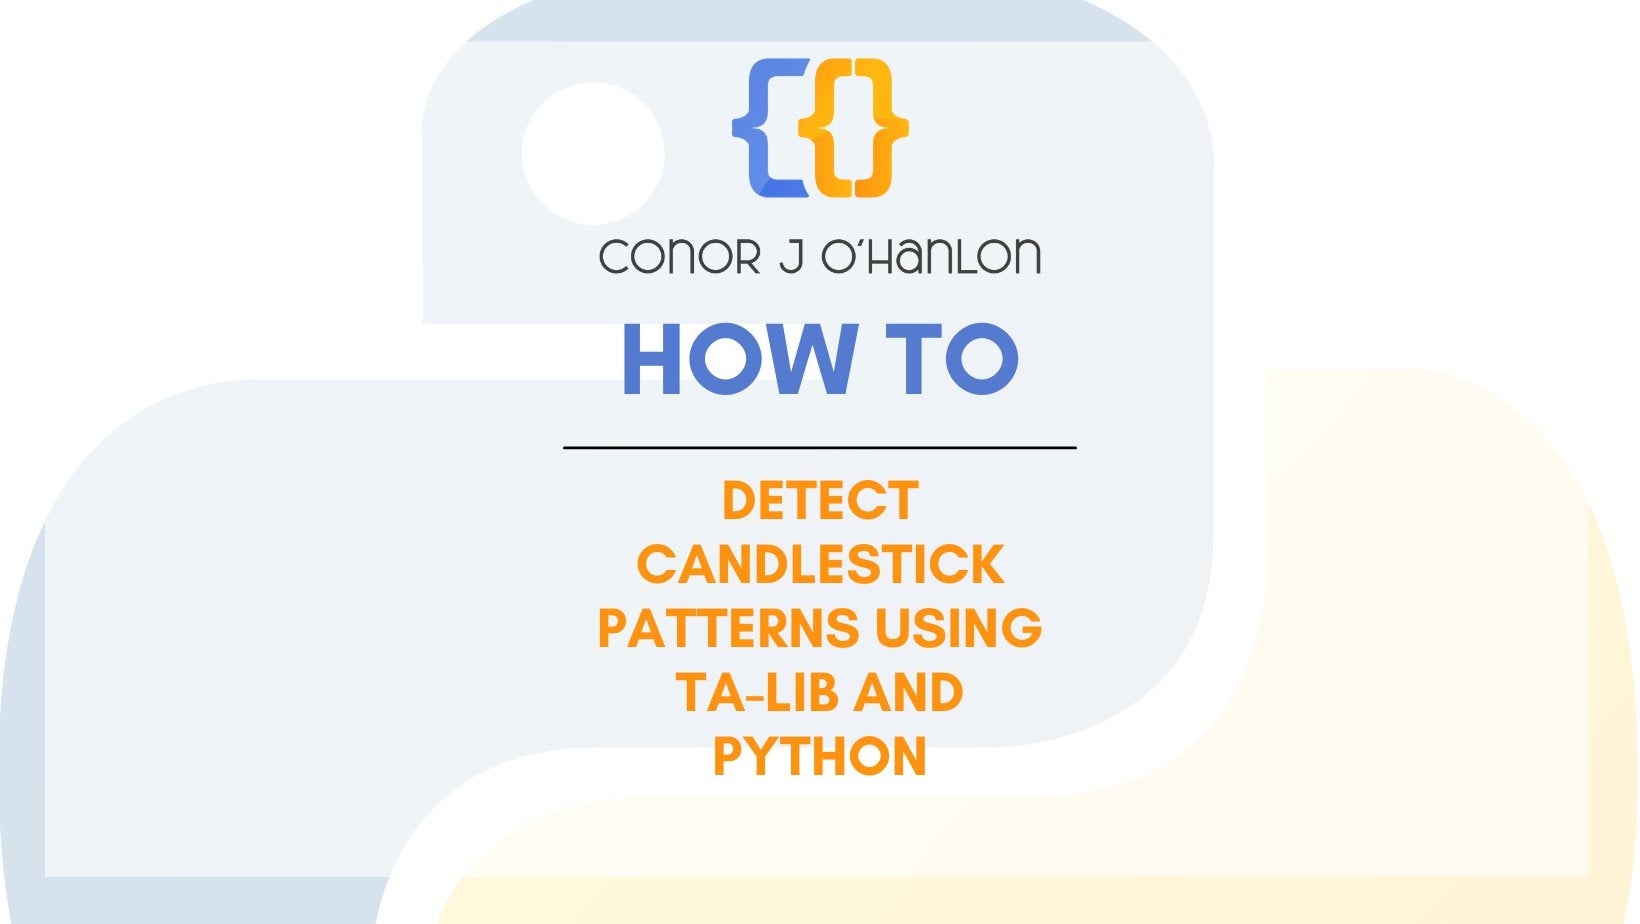 CONOR J O'HANLON
HOW TO
DETECT
CANDLESTICK
PATTERNS USING
TA-LIB AND
PYTHON